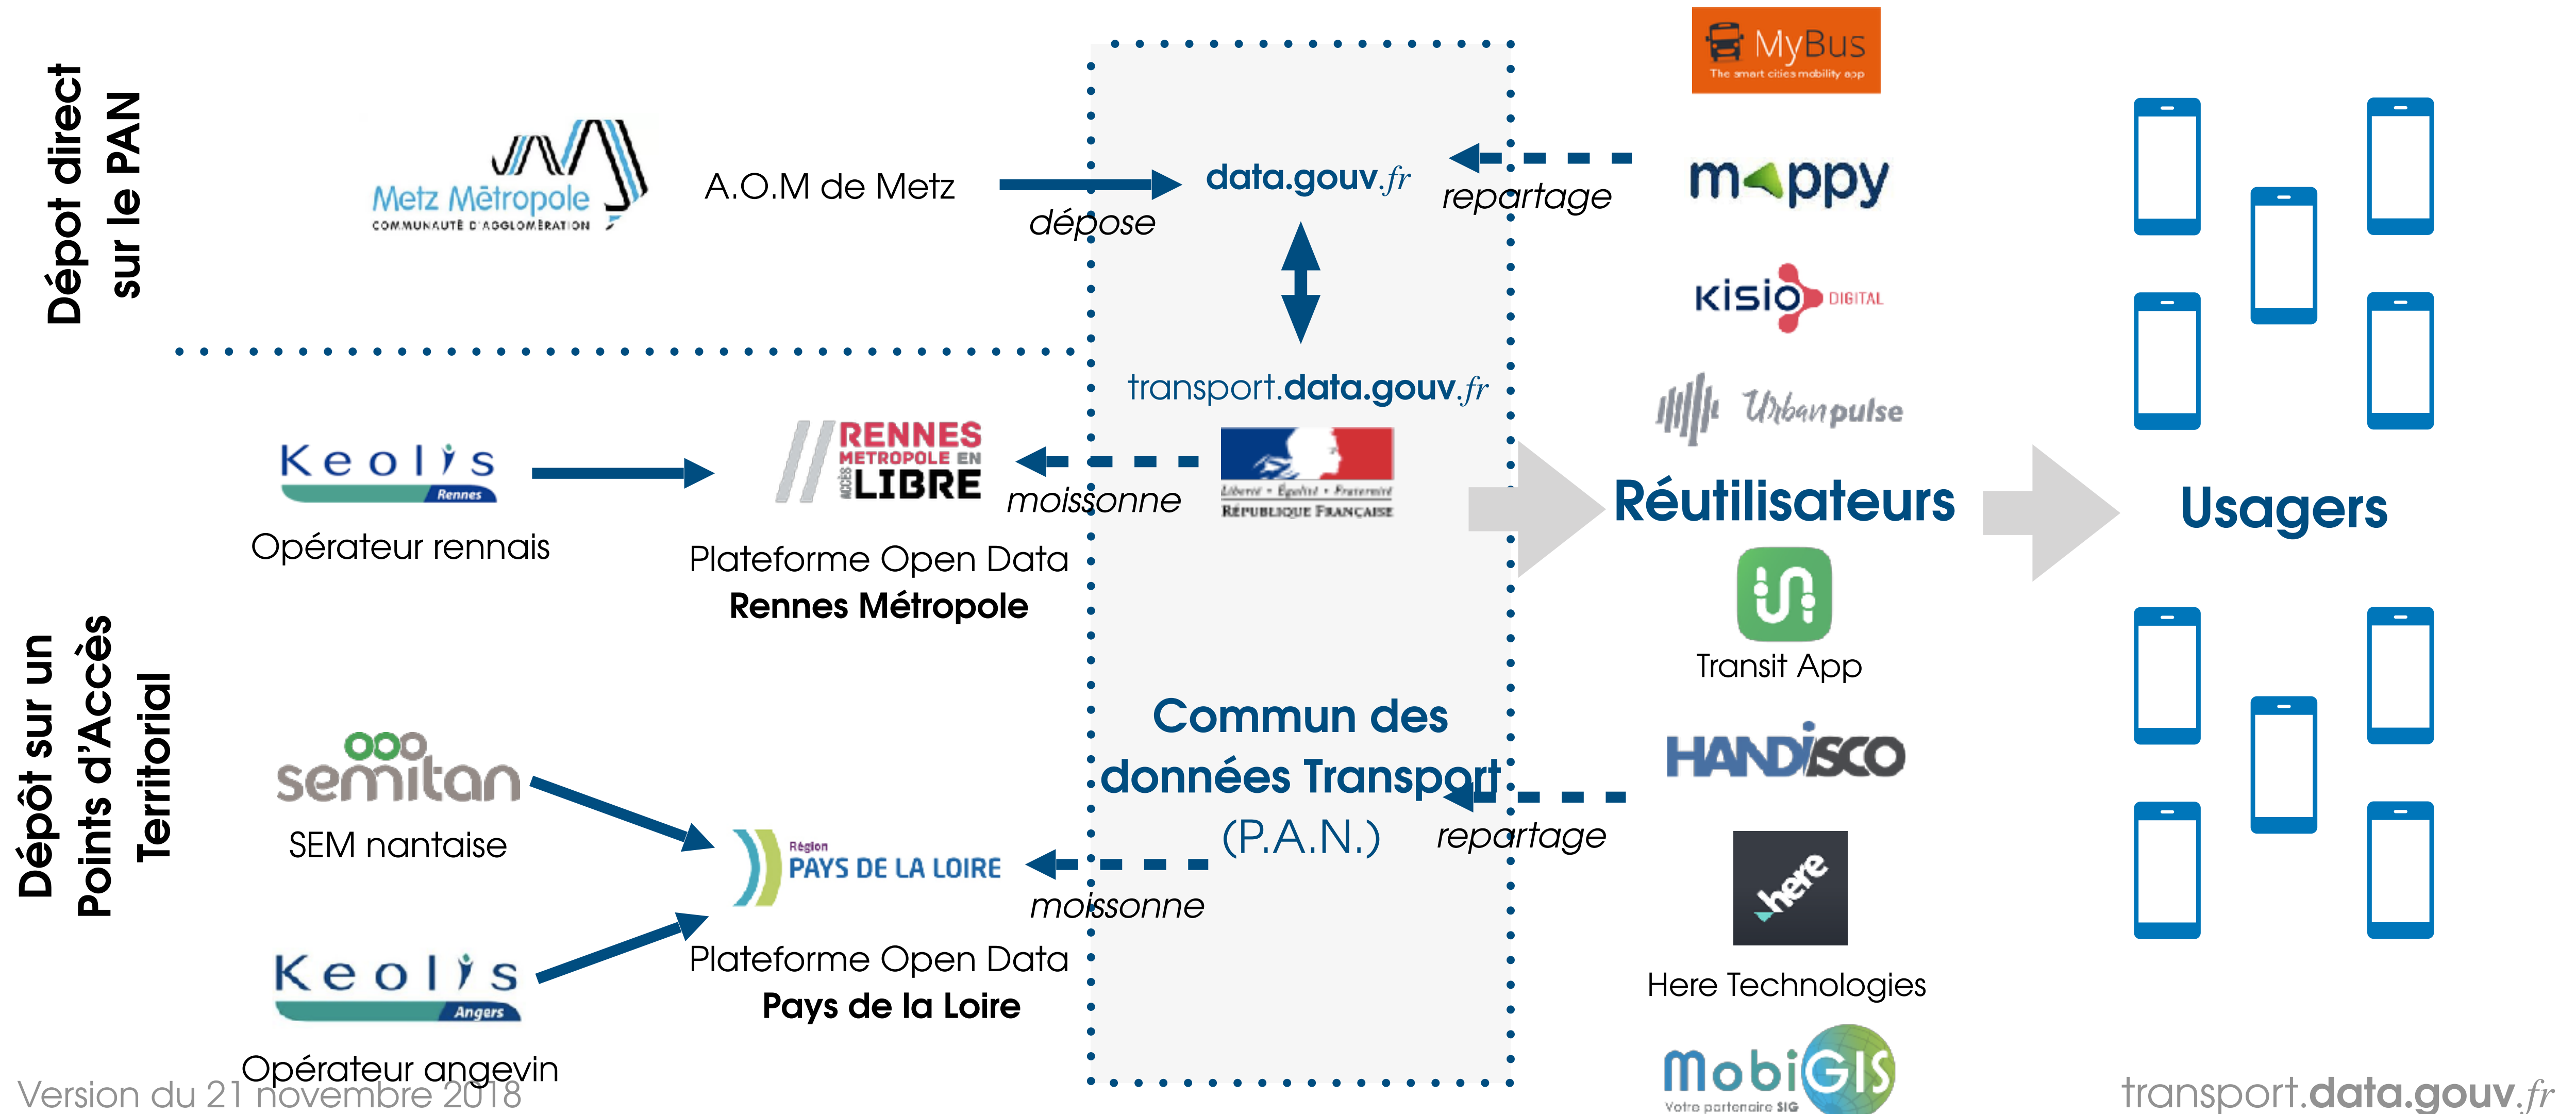 Dépot direct
sur le PAN
Metz Métropole
COMMUNAUTÉ D'AGGLOMÉRATION
A.O.M de Metz
dépose
data.gouv.fr
repartage
transport.data.gouv.fr
Dépôt sur un
Points d'Accès
Territorial
Keolis
Rennes
Opérateur rennais
RENNES
METROPOLE EN
ACCÈS
LIBRE
Plateforme Open Data
Rennes Métropole
moissonne
Liberté • Égalité • Fraternité
RÉPUBLIQUE FRANÇAISE
semitan
SEM nantaise
Keolis
Angers
Opérateur angevin
Région
PAYS DE LA LOIRE
Plateforme Open Data
Pays de la Loire
moissonne
Commun des
données Transport
(P.A.N.)
repartage
MyBus
The smart cities mobility app
mappy
kisio DIGITAL
Urbanpulse
Réutilisateurs
Transit App
HANDISCO
here
Here Technologies
MobiGIS
Votre partenaire SIG
Usagers
Version du 21 novembre 2018
transport.data.gouv.fr